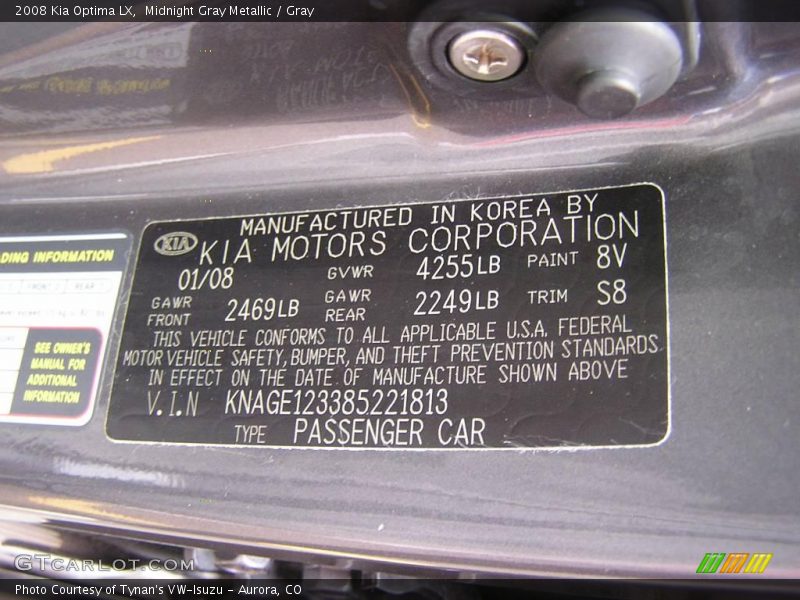 2008 Kia Optima LX, Midnight Gray Metallic / Gray
MANUFACTURED IN KOREA BY
KIA KIA MOTORS CORPORATION
01/08 GVWR 4255LB PAINT 8V
GAWR FRONT 2469LB GAWR REAR 2249LB TRIM S8
THIS VEHICLE CONFORMS TO ALL APPLICABLE U.S.A. FEDERAL
MOTOR VEHICLE SAFETY, BUMPER, AND THEFT PREVENTION STANDARDS
IN EFFECT ON THE DATE OF MANUFACTURE SHOWN ABOVE
V.I.N KNAGE123385221813
TYPE PASSENGER CAR
DING INFORMATION
SEE OWNER'S
MANUAL FOR
ADDITIONAL
INFORMATION
GTCARLOT.COM
Photo Courtesy of Tynan's VW-Isuzu - Aurora, CO